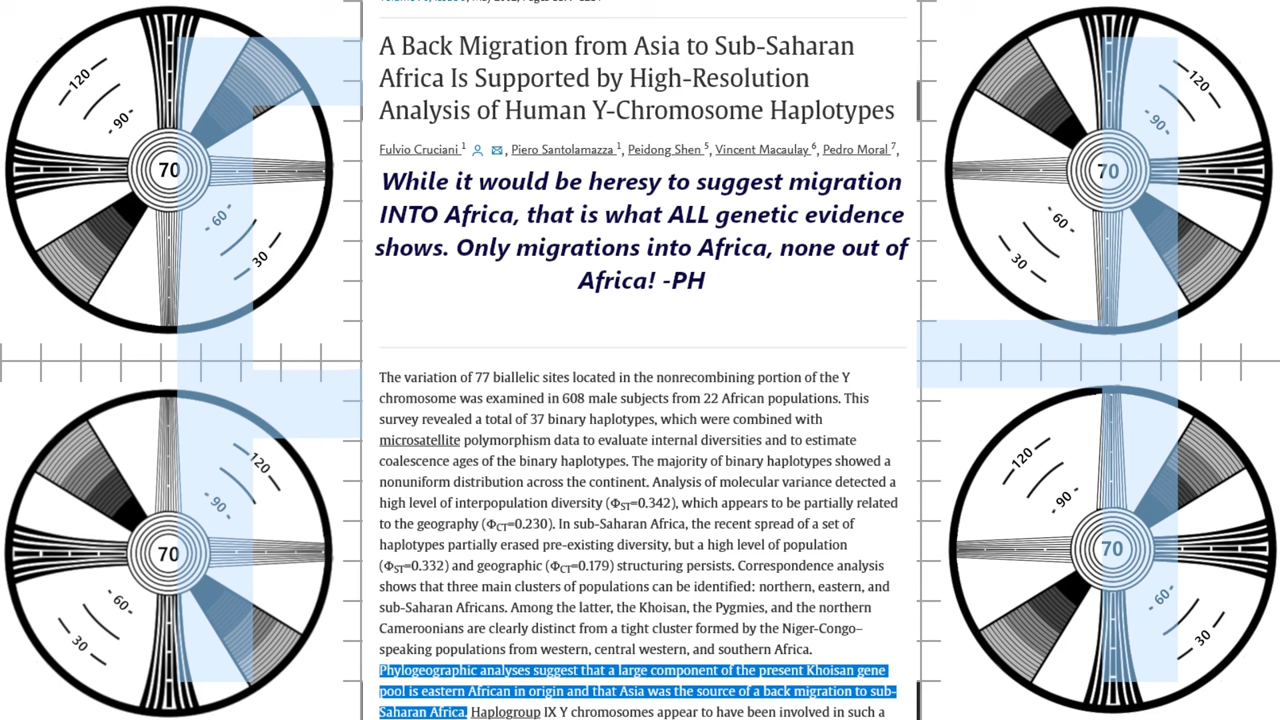 A Back Migration from Asia to Sub-Saharan
Africa Is Supported by High-Resolution
Analysis of Human Y-Chromosome Haplotypes
Fulvio Cruciani 1, Piero Santolamazza 1, Peidong Shen 5, Vincent Macaulay 6, Pedro Moral 7,
While it would be heresy to suggest migration
INTO Africa, that is what ALL genetic evidence
shows. Only migrations into Africa, none out of
Africa! -PH
The variation of 77 biallelic sites located in the nonrecombining portion of the Y
chromosome was examined in 608 male subjects from 22 African populations. This
survey revealed a total of 37 binary haplotypes, which were combined with
microsatellite polymorphism data to evaluate internal diversities and to estimate
coalescence ages of the binary haplotypes. The majority of binary haplotypes showed a
nonuniform distribution across the continent. Analysis of molecular variance detected a
high level of interpopulation diversity (ΦST=0.342), which appears to be partially related
to the geography (ΦCT=0.230). In sub-Saharan Africa, the recent spread of a set of
haplotypes partially erased pre-existing diversity, but a high level of population
(ΦST=0.332) and geographic (ΦCT=0.179) structuring persists. Correspondence analysis
shows that three main clusters of populations can be identified: northern, eastern, and
sub-Saharan Africans. Among the latter, the Khoisan, the Pygmies, and the northern
Cameroonians are clearly distinct from a tight cluster formed by the Niger-Congo–
speaking populations from western, central western, and southern Africa.
Phylogeographic analyses suggest that a large component of the present Khoisan gene
pool is eastern African in origin and that Asia was the source of a back migration to sub-
Saharan Africa. Haplogroup IX Y chromosomes appear to have been involved in such a
120
- 90 -
70
- 60 -
30
120
- 90 -
70
- 60 -
30
120
- 90 -
70
- 60 -
30
120
- 90 -
70
- 60 -
30